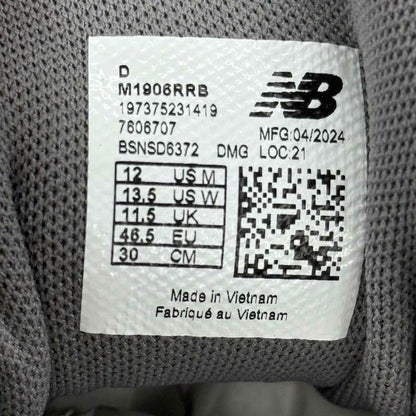 D
M1906RRB
197375231419
7606707
BSNSD6372 DMG
NB
MFG:04/2024
LOC:21
12 US M
13.5 US W
11.5 UK
46.5 EU
30 CM
Made in Vietnam
Fabriqué au Vietnam